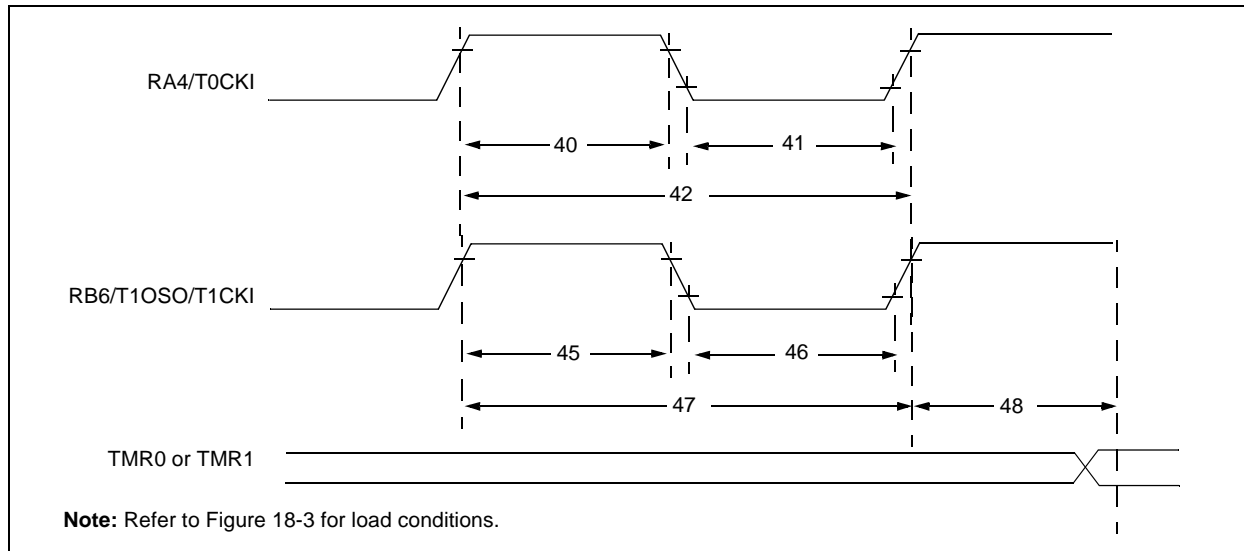 RA4/T0CKI
40
41
42
RB6/T1OSO/T1CKI
45
46
47
48
TMR0 or TMR1
Note: Refer to Figure 18-3 for load conditions.